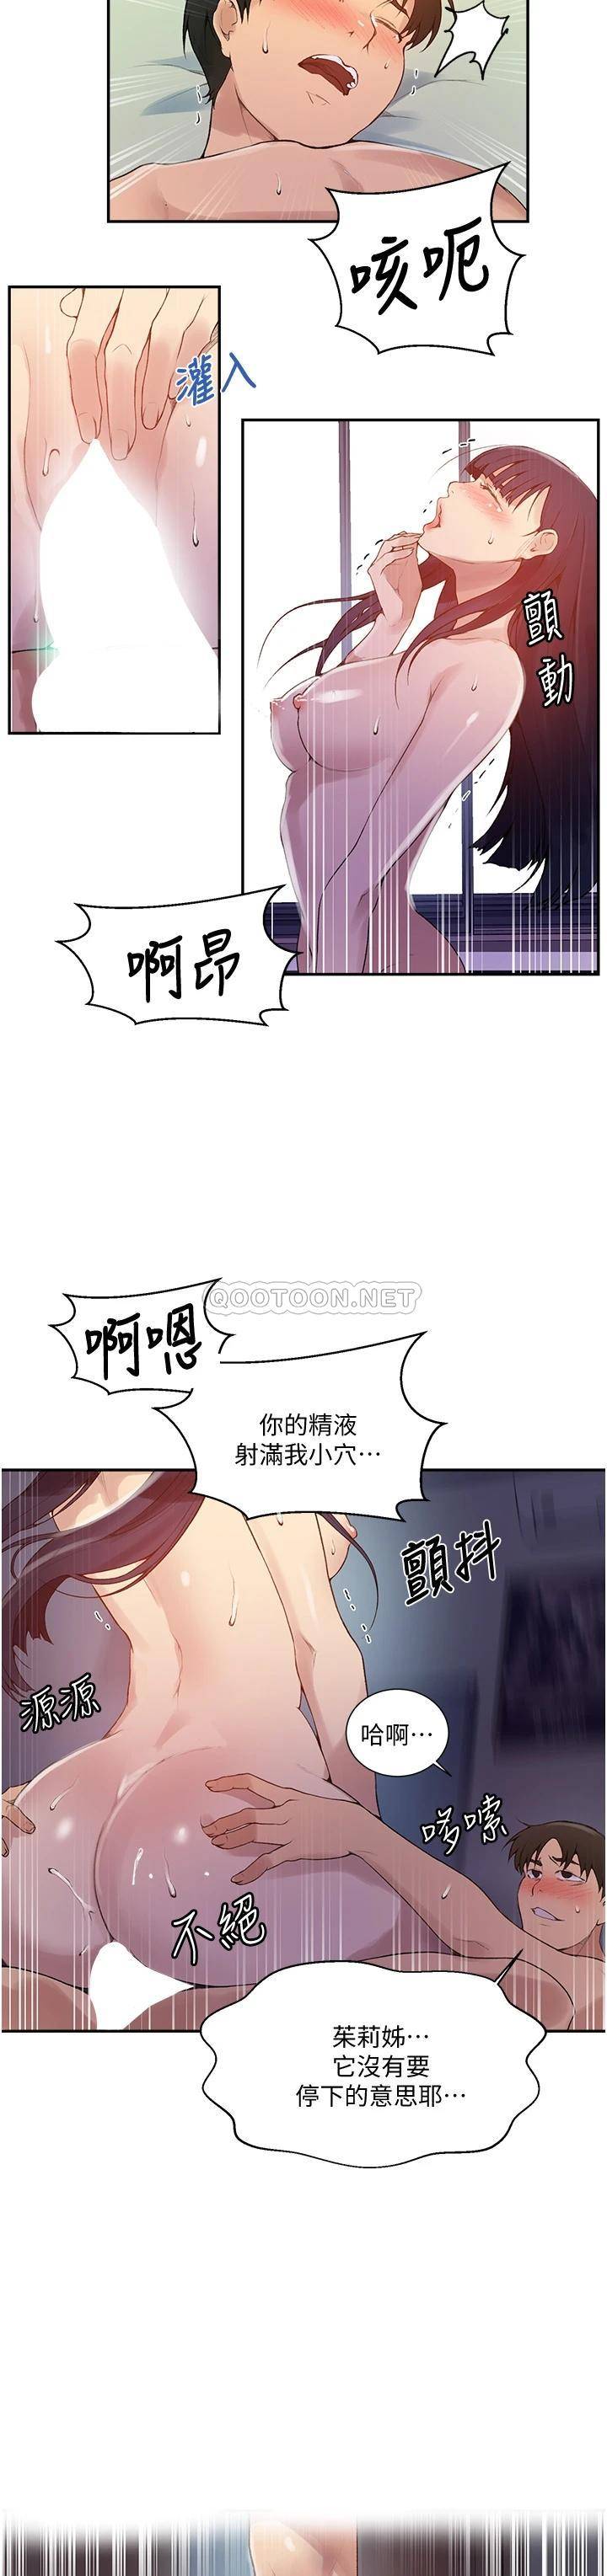 咳呃
灌入
顫動
啊昂
QOOTOON.NET
啊嗯
你的精液
射滿我小穴…
顫抖
源源
哈啊…
哆嗦
不絕
茱莉姊…
它沒有要
停下的意思耶…